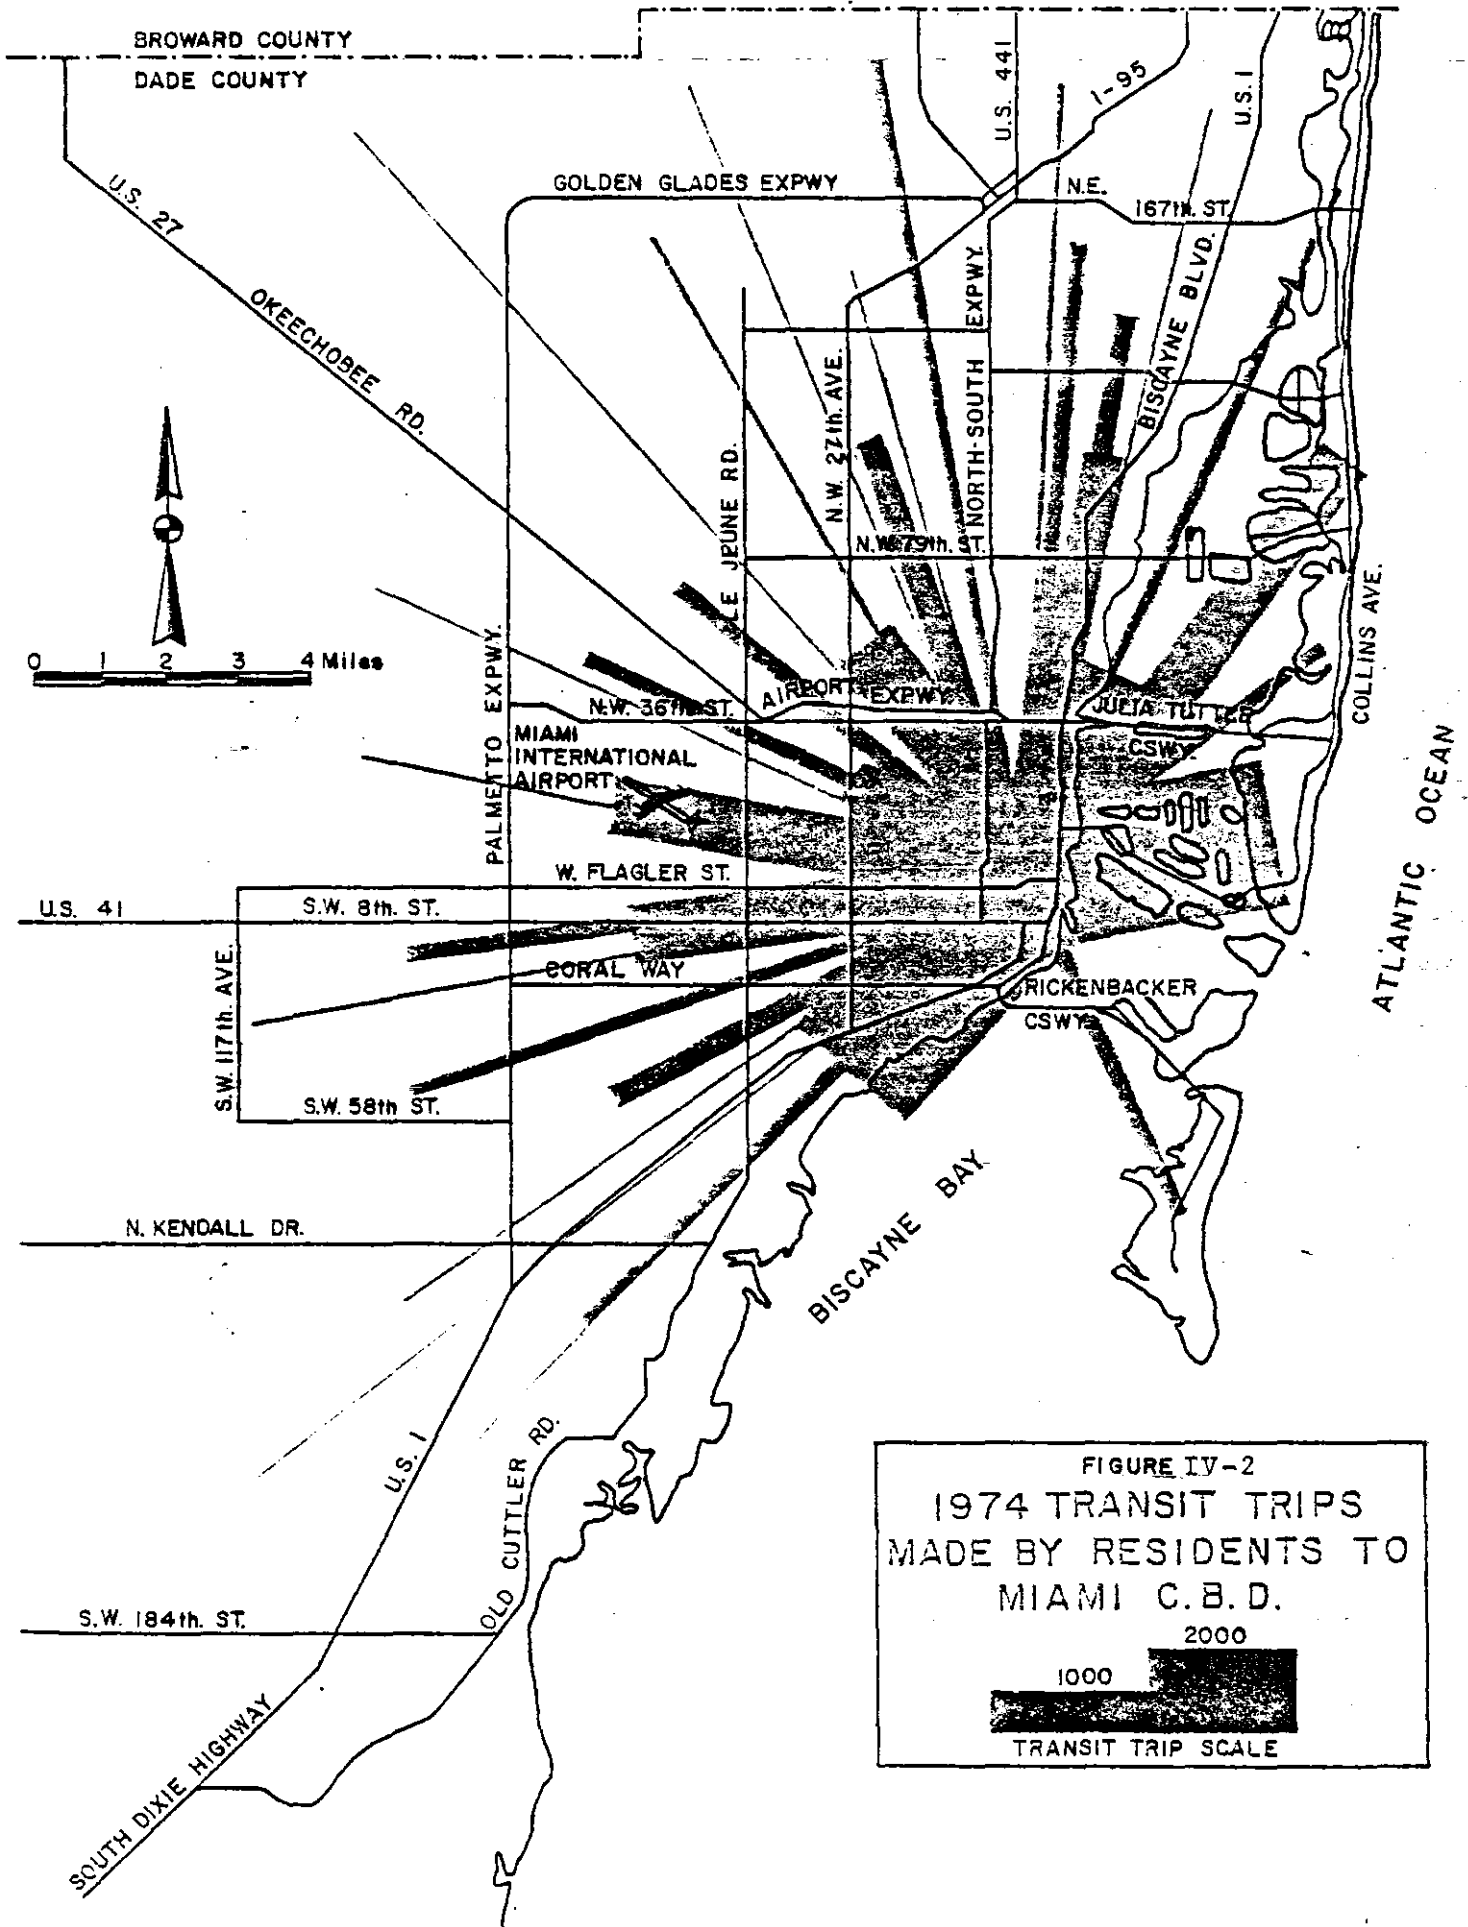 BROWARD COUNTY
DADE COUNTY
U.S. 441
I-95
U.S. 1
U.S. 27
GOLDEN GLADES EXPWY
N.E.
167th. ST.
OKEECHOBEE RD.
NORTH-SOUTH EXPWY.
BISCAYNE BLVD.
N.W. 27th. AVE.
LE JEUNE RD.
N.W. 79th. ST.
COLLINS AVE.
0 1 2 3 4 Miles
PALMETTO EXPWY.
N.W. 36th ST.
AIRPORT EXPWY
JULIA TUTTLE
CSWY.
MIAMI
INTERNATIONAL
AIRPORT
ATLANTIC OCEAN
W. FLAGLER ST.
U.S. 41
S.W. 8th. ST.
S.W. 117th. AVE.
CORAL WAY
RICKENBACKER
CSWY.
S.W. 58th ST.
N. KENDALL DR.
BISCAYNE BAY
U.S. 1
OLD CUTTLER RD.
S.W. 184th. ST.
SOUTH DIXIE HIGHWAY
FIGURE IV-2
1974 TRANSIT TRIPS
MADE BY RESIDENTS TO
MIAMI C.B.D.
2000
1000
TRANSIT TRIP SCALE